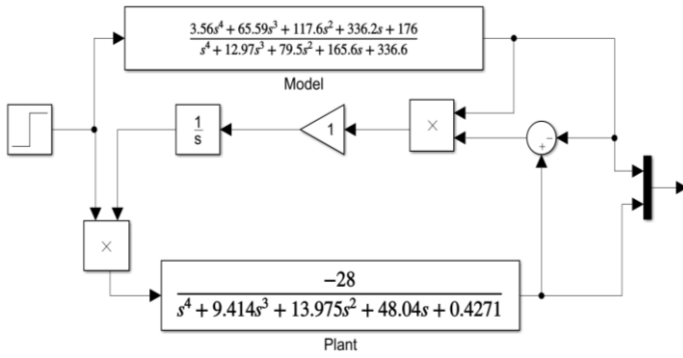 3.56s⁴ + 65.59s³ + 117.6s² + 336.2s + 176
s⁴ + 12.97s³ + 79.5s² + 165.6s + 336.6
Model
1
s
1
×
−
+
×
−28
s⁴ + 9.414s³ + 13.975s² + 48.04s + 0.4271
Plant